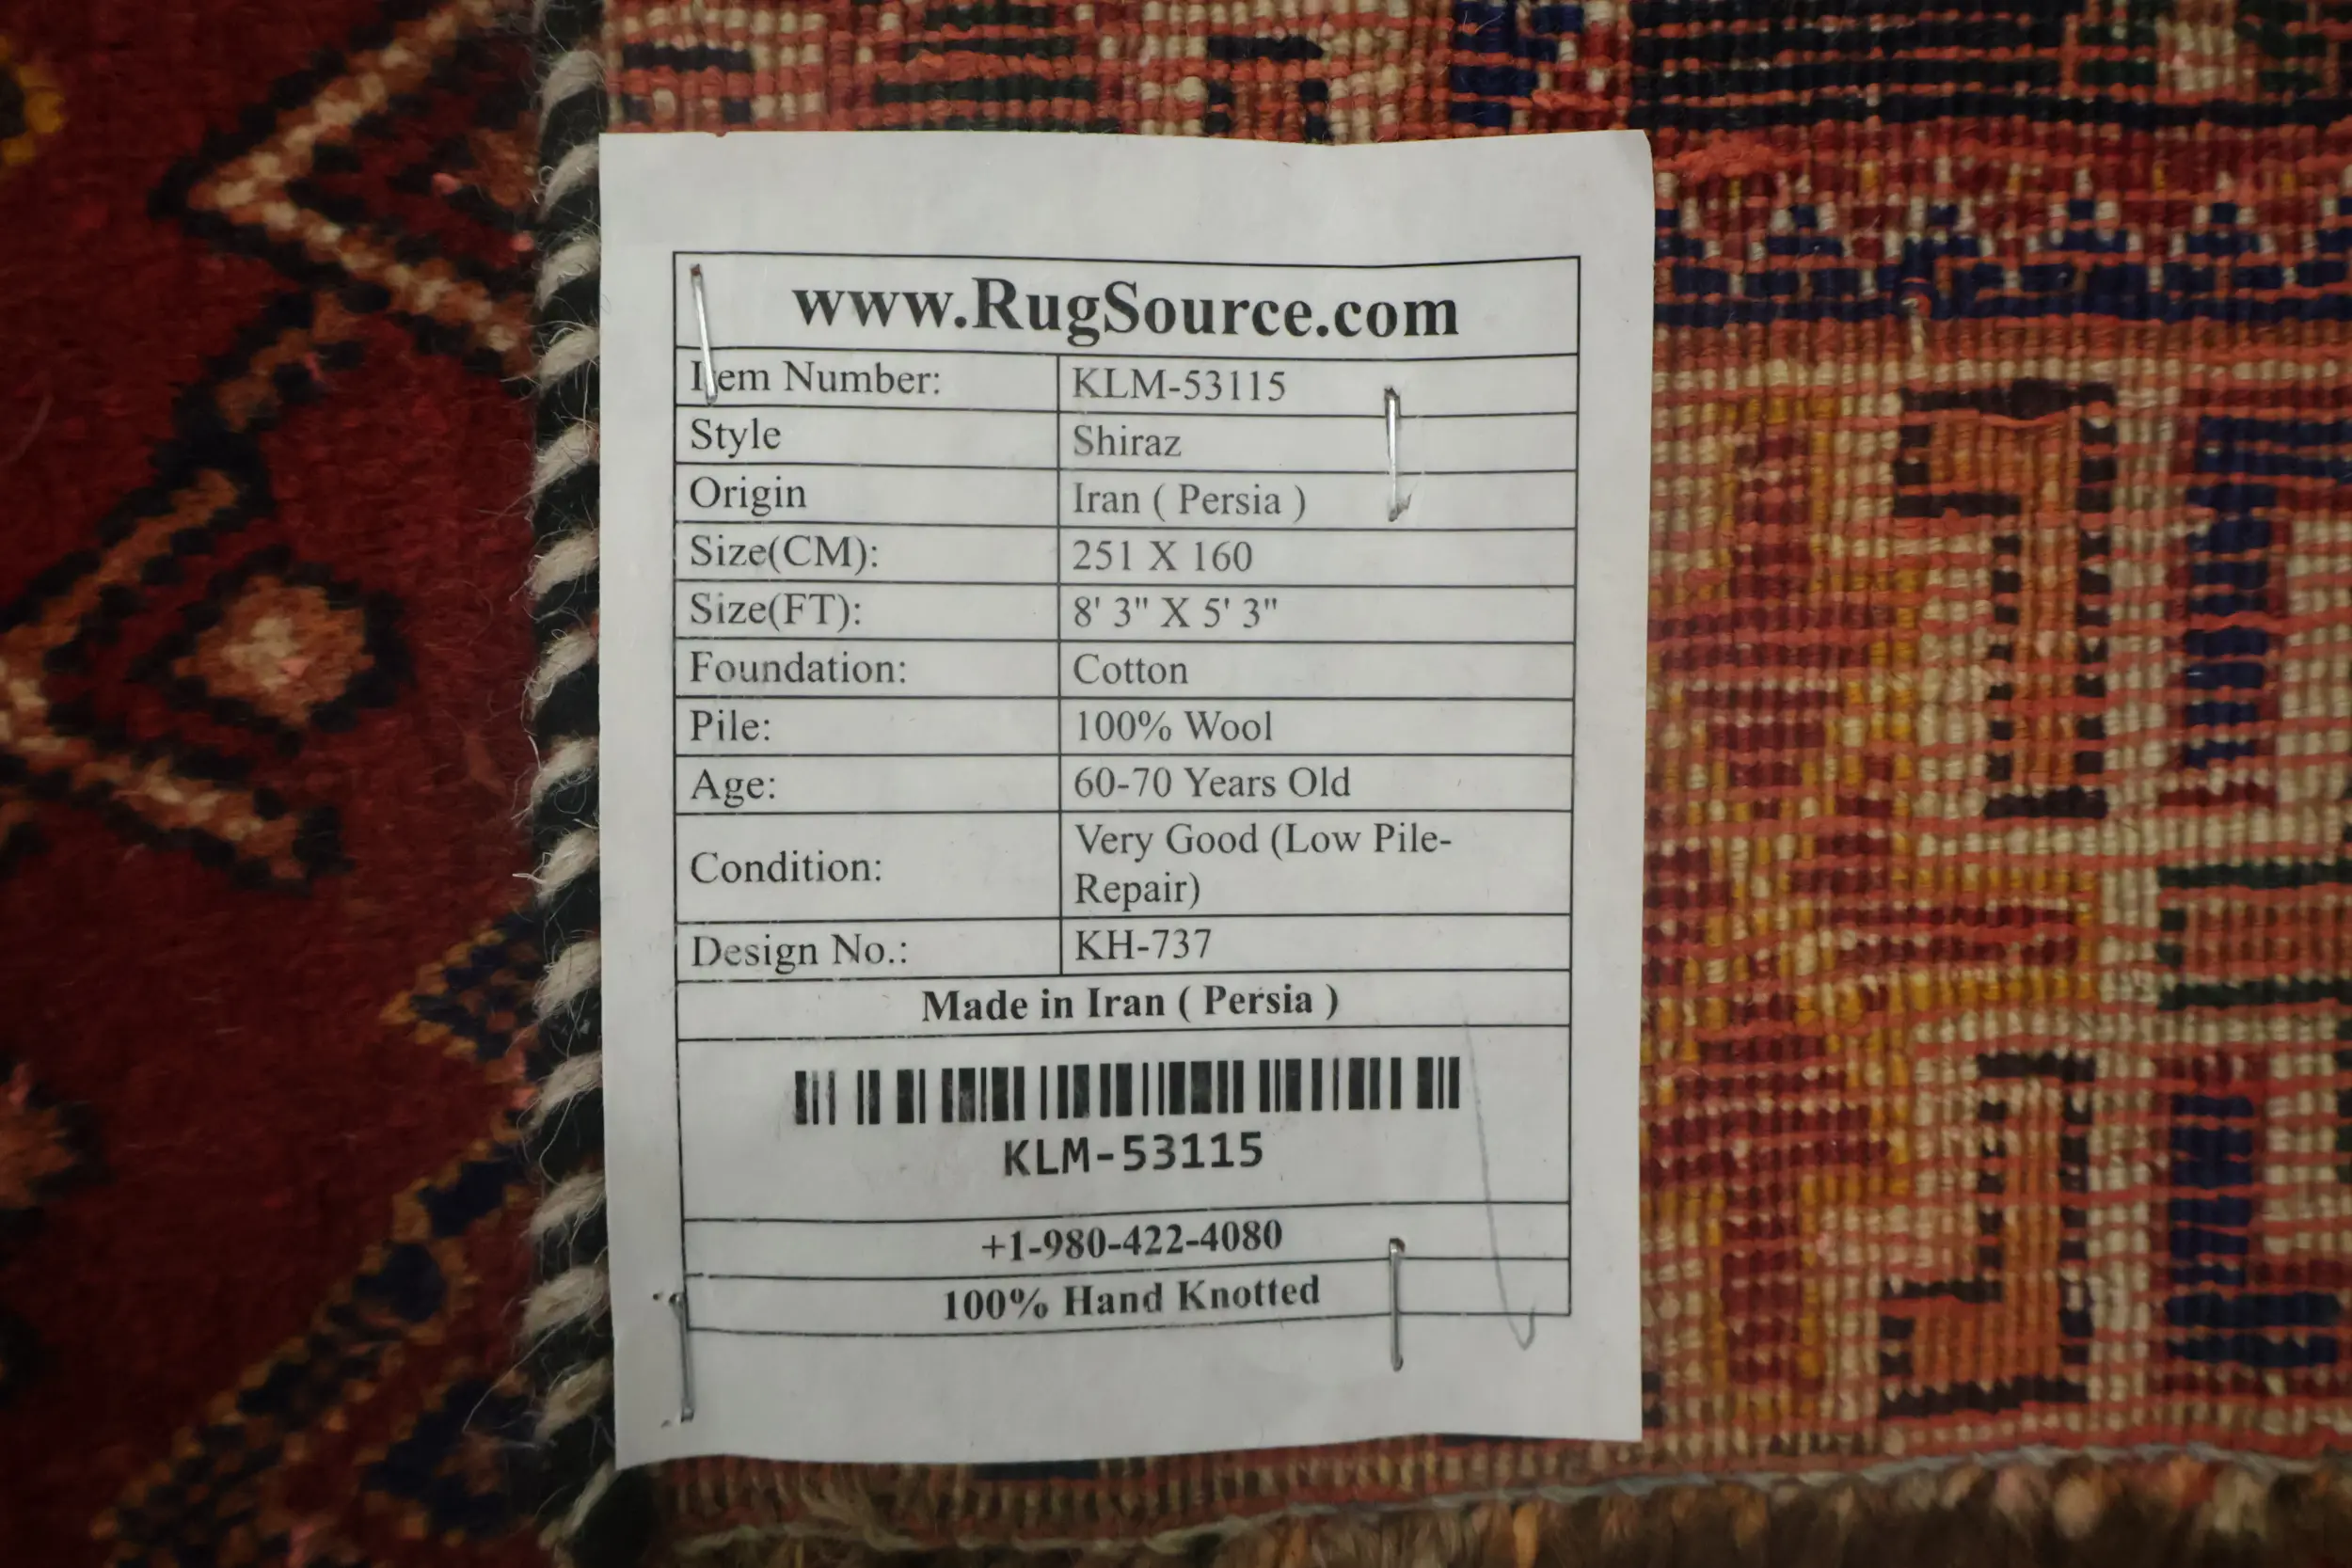 www.RugSource.com
Item Number: KLM-53115
Style Shiraz
Origin Iran ( Persia )
Size(CM): 251 X 160
Size(FT): 8' 3" X 5' 3"
Foundation: Cotton
Pile: 100% Wool
Age: 60-70 Years Old
Condition: Very Good (Low Pile-
Repair)
Design No.: KH-737
Made in Iran ( Persia )
KLM-53115
+1-980-422-4080
100% Hand Knotted